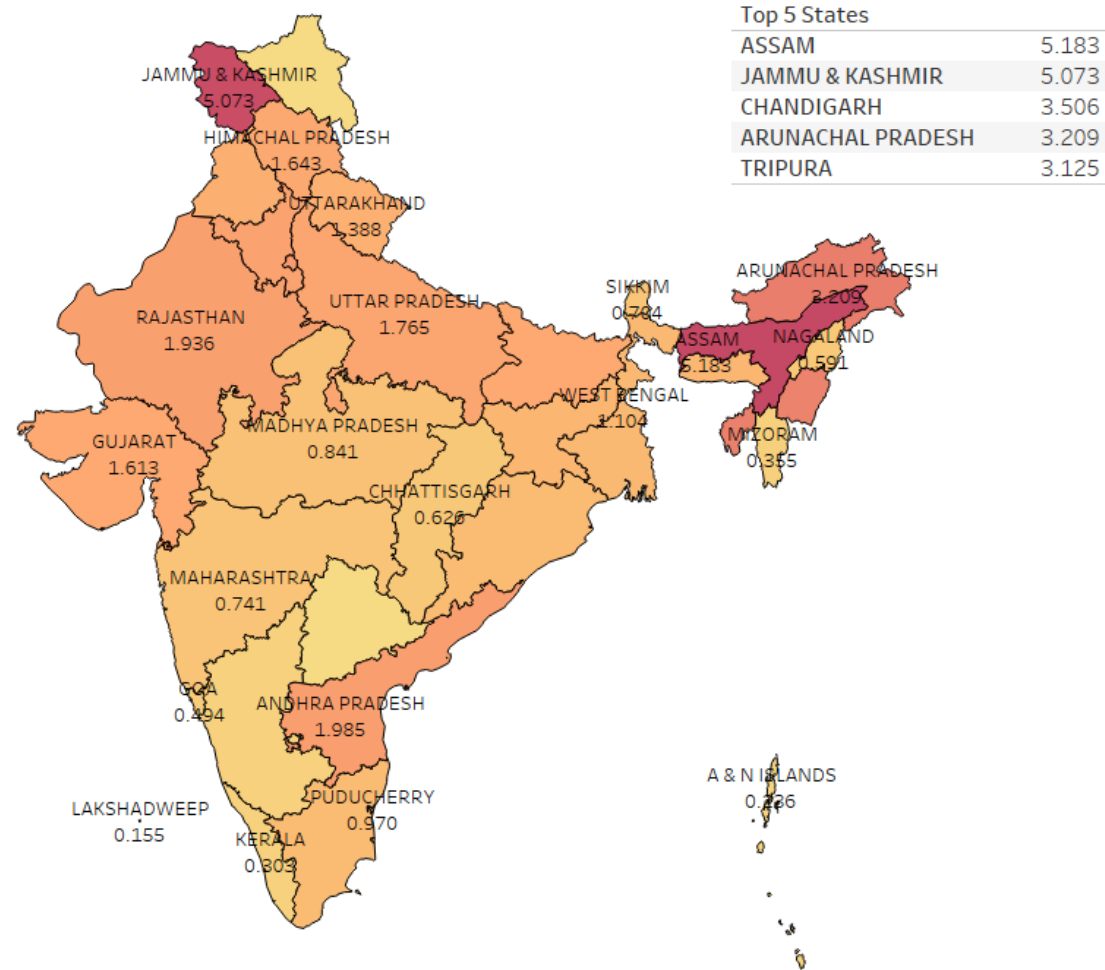 Top 5 States
ASSAM 5.183
JAMMU & KASHMIR 5.073
CHANDIGARH 3.506
ARUNACHAL PRADESH 3.209
TRIPURA 3.125
JAMMU & KASHMIR
5.073
HIMACHAL PRADESH
1.643
UTTARAKHAND
1.388
ARUNACHAL PRADESH
3.209
SIKKIM
0.784
UTTAR PRADESH
1.765
RAJASTHAN
1.936
ASSAM
5.183
NAGALAND
0.591
WEST BENGAL
1.104
MADHYA PRADESH
0.841
GUJARAT
1.613
MIZORAM
0.355
CHHATTISGARH
0.626
MAHARASHTRA
0.741
GOA
0.494
ANDHRA PRADESH
1.985
A & N ISLANDS
PUDUCHERRY
0.970
LAKSHADWEEP
0.155
KERALA
0.303